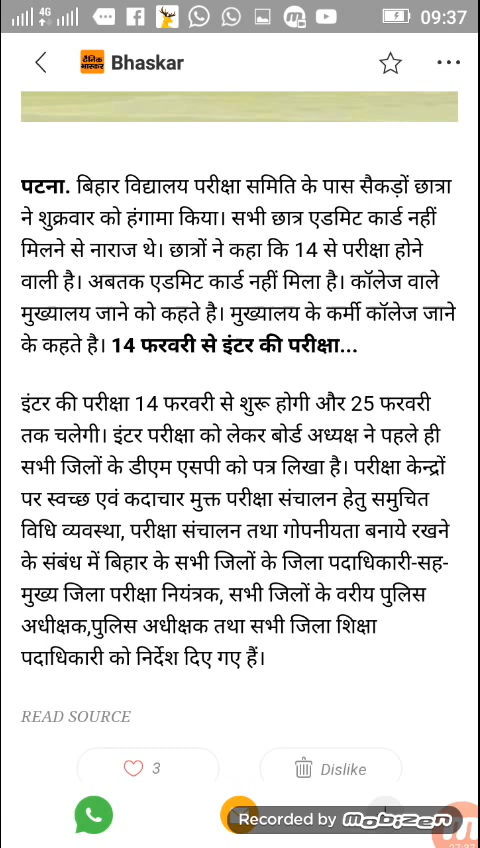 4G
09:37
दैनिक
भास्कर
Bhaskar
पटना. बिहार विद्यालय परीक्षा समिति के पास सैकड़ों छात्रा
ने शुक्रवार को हंगामा किया। सभी छात्र एडमिट कार्ड नहीं
मिलने से नाराज थे। छात्रों ने कहा कि 14 से परीक्षा होने
वाली है। अबतक एडमिट कार्ड नहीं मिला है। कॉलेज वाले
मुख्यालय जाने को कहते है। मुख्यालय के कर्मी कॉलेज जाने
के कहते है। 14 फरवरी से इंटर की परीक्षा...
इंटर की परीक्षा 14 फरवरी से शुरू होगी और 25 फरवरी
तक चलेगी। इंटर परीक्षा को लेकर बोर्ड अध्यक्ष ने पहले ही
सभी जिलों के डीएम एसपी को पत्र लिखा है। परीक्षा केन्द्रों
पर स्वच्छ एवं कदाचार मुक्त परीक्षा संचालन हेतु समुचित
विधि व्यवस्था, परीक्षा संचालन तथा गोपनीयता बनाये रखने
के संबंध में बिहार के सभी जिलों के जिला पदाधिकारी-सह-
मुख्य जिला परीक्षा नियंत्रक, सभी जिलों के वरीय पुलिस
अधीक्षक,पुलिस अधीक्षक तथा सभी जिला शिक्षा
पदाधिकारी को निर्देश दिए गए हैं।
READ SOURCE
3
Dislike
Recorded by mobizen
27:37